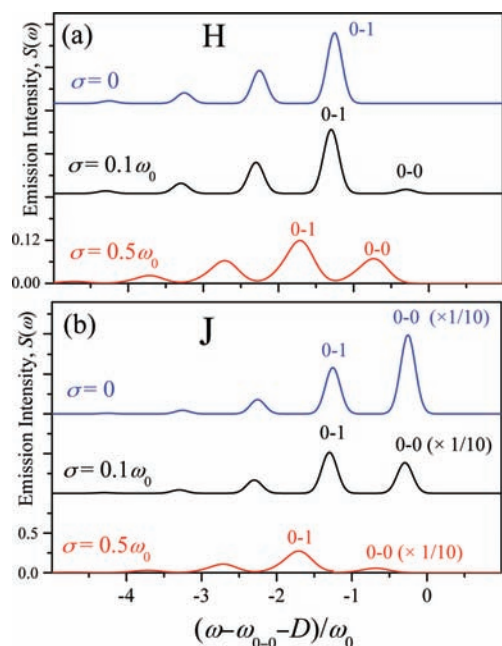 (a)
H
0-1
σ= 0
0-1
σ= 0.1ω₀
0-0
0.12
σ= 0.5ω₀
0-1
0-0
0.00
Emission Intensity, S(ω)
(b)
J
0-0 (×1/10)
σ= 0
0-1
0-1
0-0 (× 1/10)
σ= 0.1ω₀
0.5
σ= 0.5ω₀
0-1
0-0 (× 1/10)
0.0
Emission Intensity, S(ω)
-4 -3 -2 -1 0
(ω–ω₀₋₀–D)/ω₀